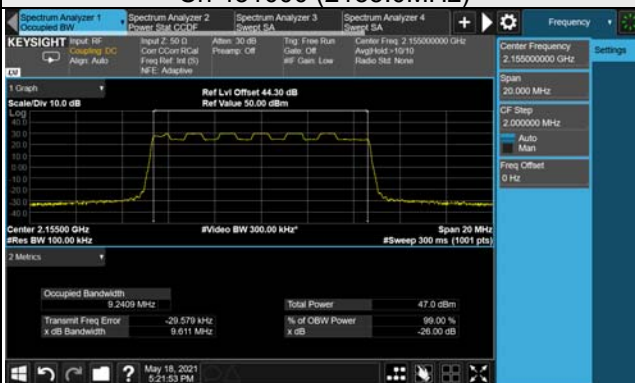 CH 431000 (2155.0MHz)
Spectrum Analyzer 1
Occupied BW
Spectrum Analyzer 2
Power Stat CCDF
Spectrum Analyzer 3
Swept SA
Spectrum Analyzer 4
Swept SA
Frequency
KEYSIGHT
Input: RF
Coupling: DC
Align: Auto
Input Z: 50 Ω
Corr CCorr RCal
Freq Ref: Int (S)
NFE: Adaptive
Atten: 30 dB
Preamp: Off
Trig: Free Run
Gate: Off
#IF Gain: Low
Center Freq: 2.155000000 GHz
Avg|Hold:>10/10
Radio Std: None
Center Frequency
2.155000000 GHz
Settings
Span
20.000 MHz
CF Step
2.000000 MHz
Auto
Man
Freq Offset
0 Hz
1 Graph
Scale/Div 10.0 dB
Ref Lvl Offset 44.30 dB
Ref Value 50.00 dBm
Log
40.0
30.0
20.0
10.0
0.00
-10.0
-20.0
-30.0
-40.0
Center 2.15500 GHz
#Res BW 100.00 kHz
#Video BW 300.00 kHz*
Span 20 MHz
#Sweep 300 ms (1001 pts)
2 Metrics
Occupied Bandwidth
9.2409 MHz
Total Power
47.0 dBm
Transmit Freq Error
-29.579 kHz
% of OBW Power
99.00 %
x dB Bandwidth
9.611 MHz
x dB
-26.00 dB
May 18, 2021
5:21:53 PM